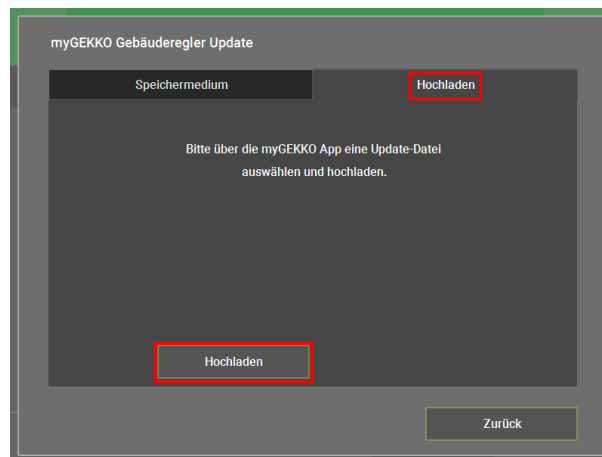 myGEKKO Gebäuderegler Update
Speichermedium
Hochladen
Bitte über die myGEKKO App eine Update-Datei
auswählen und hochladen.
Hochladen
Zurück